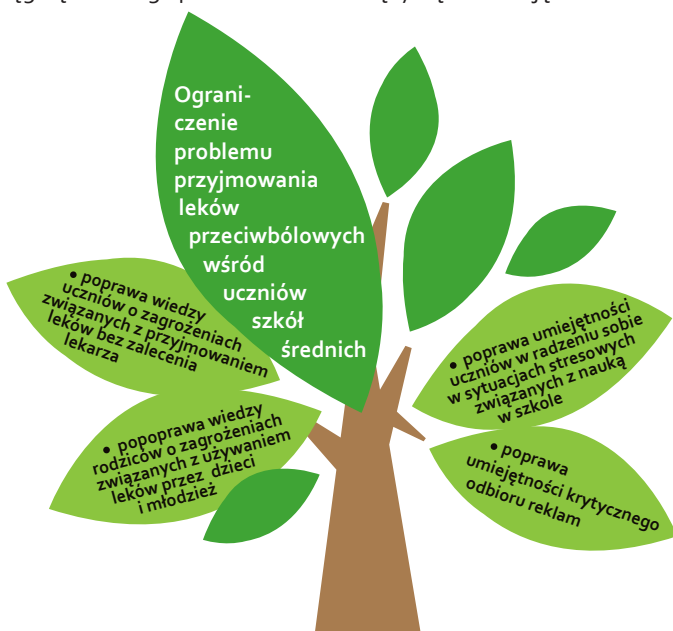 Ograni-
czenie
problemu
przyjmowania
leków
przeciwbólowych
wśród
uczniów
szkół
średnich
• poprawa wiedzy
uczniów o zagrożeniach
związanych z przyjmowaniem
leków bez zalecenia
lekarza
• popoprawa wiedzy
rodziców o zagrożeniach
związanych z używaniem
leków przez dzieci
i młodzież
• poprawa umiejętności
uczniów w radzeniu sobie
w sytuacjach stresowych
związanych z nauką
w szkole
• poprawa
umiejętności krytycznego
odbioru reklam